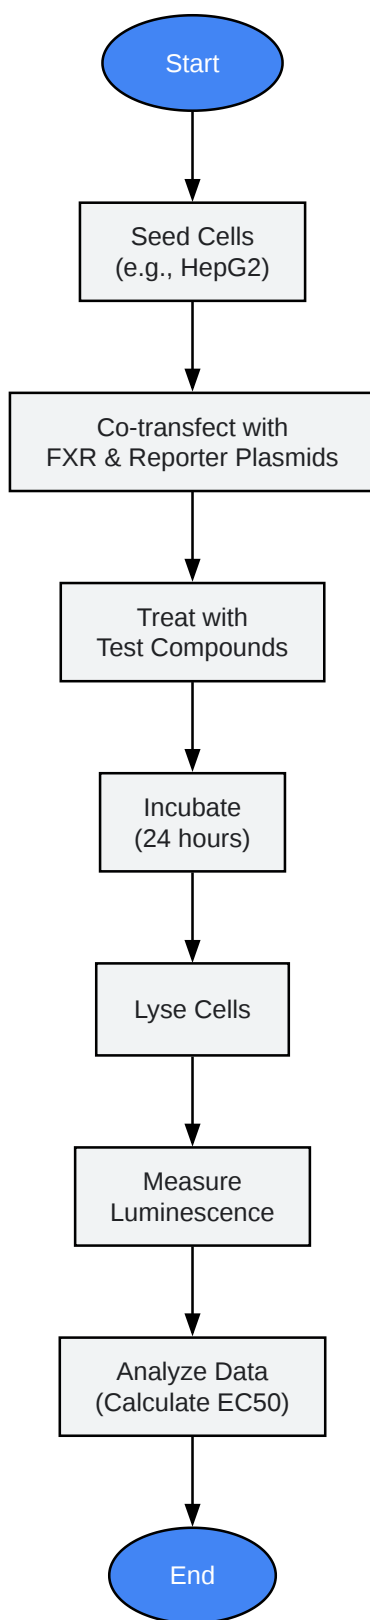 Start
Seed Cells
(e.g., HepG2)
Co-transfect with
FXR & Reporter Plasmids
Treat with
Test Compounds
Incubate
(24 hours)
Lyse Cells
Measure
Luminescence
Analyze Data
(Calculate EC50)
End